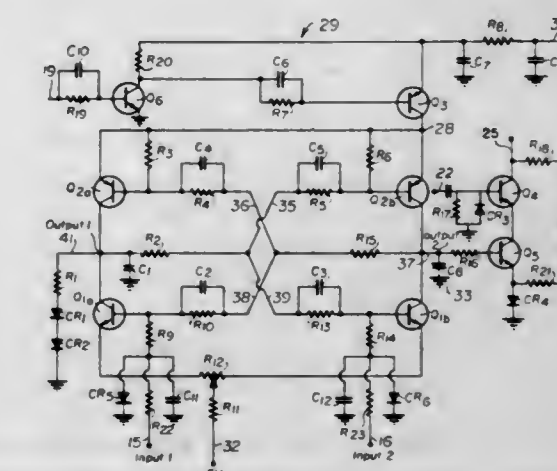 29
R8
3
C10
R20
C6
C7
C
19
Q6
R19
R7
Q3
28
25
R3
C4
C5
R6
R18
Q2a
R4
36
35
R5
Q2b
22
R17
CR3
Q4
Output 1
41
R2
R15
output
37
R16
Q5
C1
C8
33
R21
R1
C2
38
39
C3
CR4
Q1a
R10
R13
Q1b
CR1
R9
R14
CR2
R12
CR5
C11
R11
C12
CR6
R22
R23
15
32
16
Input 1
Input 2